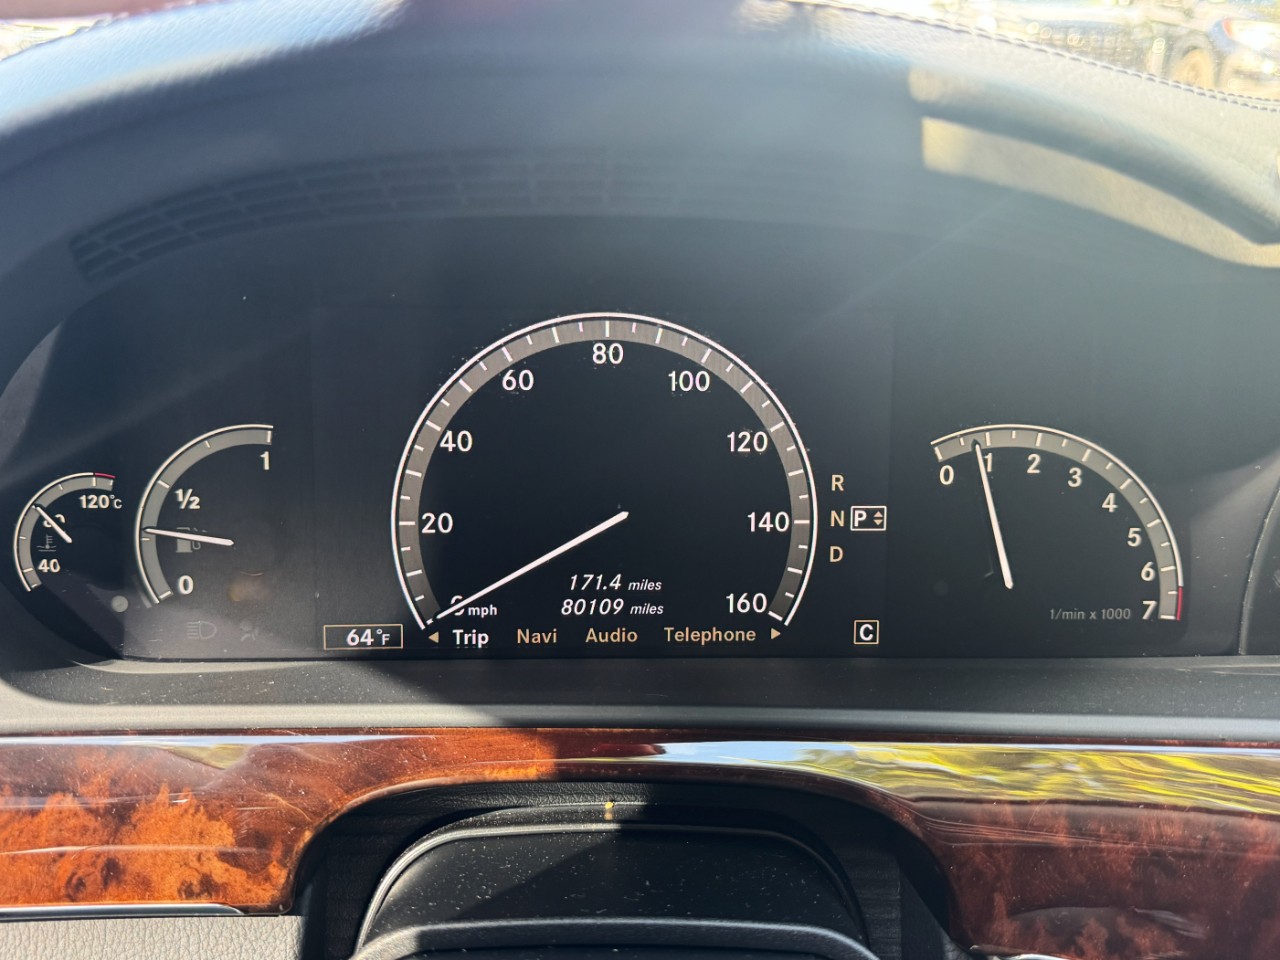 120°C
40
1
1/2
0
80
60
100
40
120
20
140
160
mph
171.4 miles
80109 miles
64°F
Trip Navi Audio Telephone
R
N P
D
C
0 1 2 3 4 5 6 7
1/min x 1000